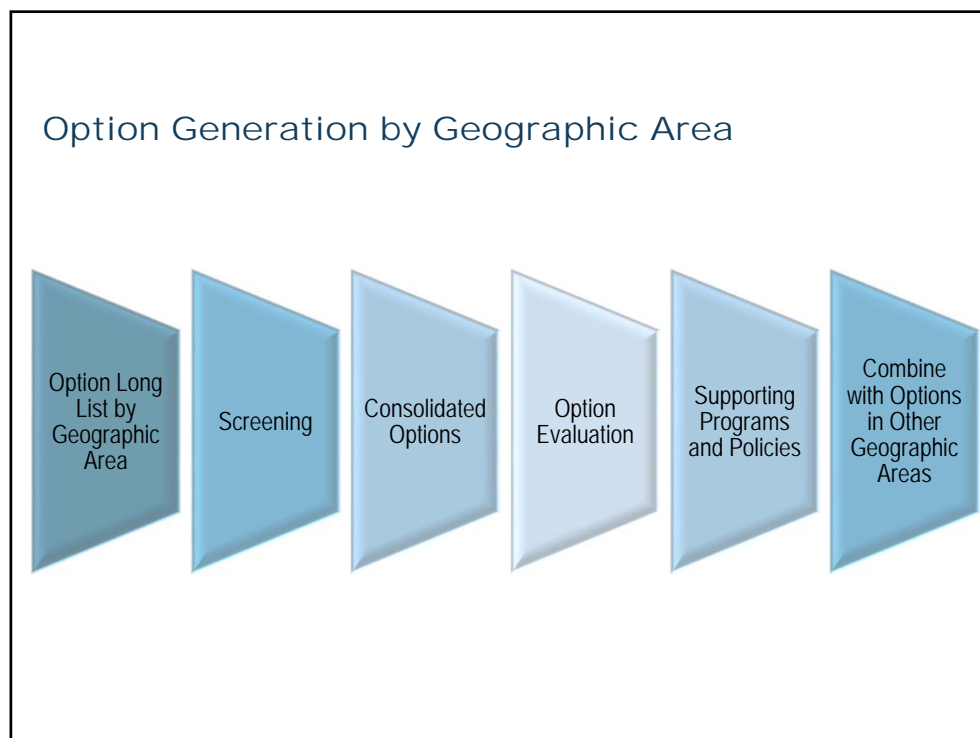 Option Generation by Geographic Area
Option Long
List by
Geographic
Area
Screening
Consolidated
Options
Option
Evaluation
Supporting
Programs
and Policies
Combine
with Options
in Other
Geographic
Areas